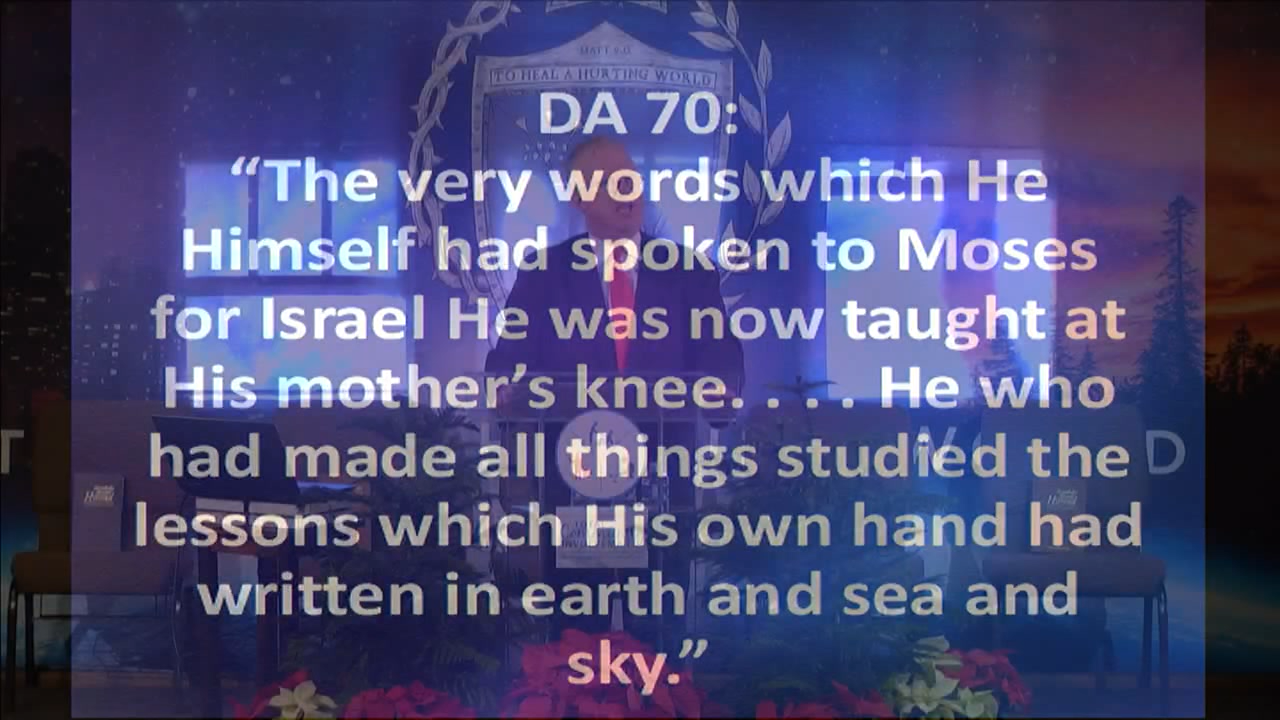 MATT 9:12
TO HEAL A HURTING WORLD
DA 70:
“The very words which He
Himself had spoken to Moses
for Israel He was now taught at
His mother’s knee. . . . He who
had made all things studied the
lessons which His own hand had
written in earth and sea and
sky.”